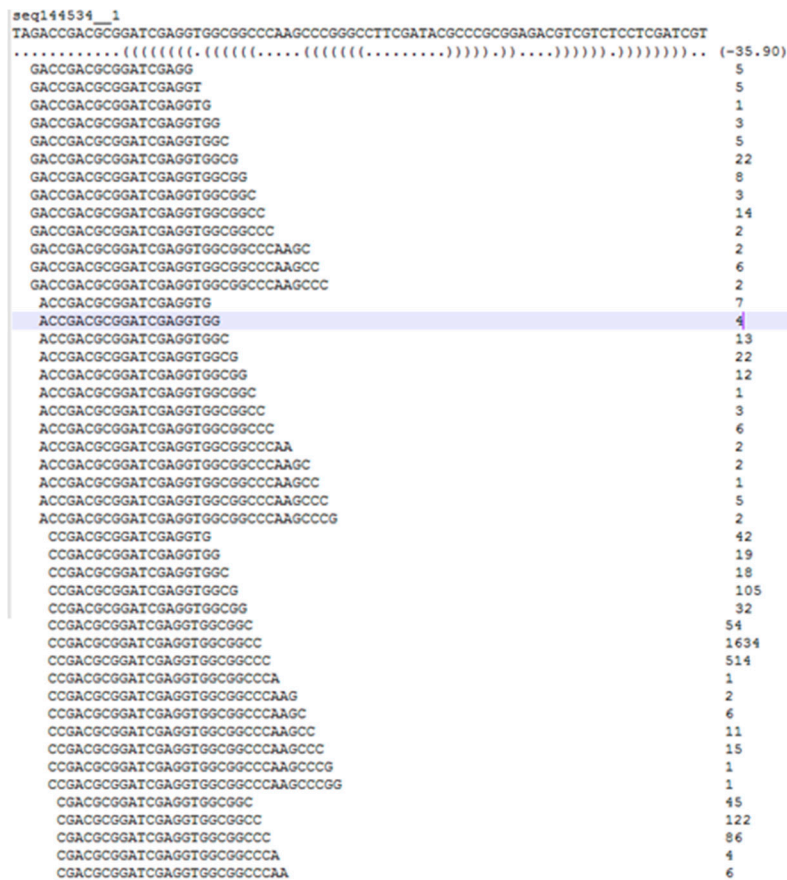 seq144534__1
TAGACCGACGCGGATCGAGGTGGCGGCCCAAGCCCGGGCCTTCGATACGCCCGCGGAGACGTCGTCTCCTCGATCGT
............((((((((.((((((.....(((((((.........))))).))....)))))).)))))))).. (-35.90)
GACCGACGCGGATCGAGG 5
GACCGACGCGGATCGAGGT 5
GACCGACGCGGATCGAGGTG 1
GACCGACGCGGATCGAGGTGG 3
GACCGACGCGGATCGAGGTGGC 5
GACCGACGCGGATCGAGGTGGCG 22
GACCGACGCGGATCGAGGTGGCGG 8
GACCGACGCGGATCGAGGTGGCGGC 3
GACCGACGCGGATCGAGGTGGCGGCC 14
GACCGACGCGGATCGAGGTGGCGGCCC 2
GACCGACGCGGATCGAGGTGGCGGCCCAAGC 2
GACCGACGCGGATCGAGGTGGCGGCCCAAGCC 6
GACCGACGCGGATCGAGGTGGCGGCCCAAGCCC 2
ACCGACGCGGATCGAGGTG 7
ACCGACGCGGATCGAGGTGG 4
ACCGACGCGGATCGAGGTGGC 13
ACCGACGCGGATCGAGGTGGCG 22
ACCGACGCGGATCGAGGTGGCGG 12
ACCGACGCGGATCGAGGTGGCGGC 1
ACCGACGCGGATCGAGGTGGCGGCC 3
ACCGACGCGGATCGAGGTGGCGGCCC 6
ACCGACGCGGATCGAGGTGGCGGCCCAA 2
ACCGACGCGGATCGAGGTGGCGGCCCAAGC 2
ACCGACGCGGATCGAGGTGGCGGCCCAAGCC 1
ACCGACGCGGATCGAGGTGGCGGCCCAAGCCC 5
ACCGACGCGGATCGAGGTGGCGGCCCAAGCCCG 2
CCGACGCGGATCGAGGTG 42
CCGACGCGGATCGAGGTGG 19
CCGACGCGGATCGAGGTGGC 18
CCGACGCGGATCGAGGTGGCG 105
CCGACGCGGATCGAGGTGGCGG 32
CCGACGCGGATCGAGGTGGCGGC 54
CCGACGCGGATCGAGGTGGCGGCC 1634
CCGACGCGGATCGAGGTGGCGGCCC 514
CCGACGCGGATCGAGGTGGCGGCCCA 1
CCGACGCGGATCGAGGTGGCGGCCCAAG 2
CCGACGCGGATCGAGGTGGCGGCCCAAGC 6
CCGACGCGGATCGAGGTGGCGGCCCAAGCC 11
CCGACGCGGATCGAGGTGGCGGCCCAAGCCC 15
CCGACGCGGATCGAGGTGGCGGCCCAAGCCCG 1
CCGACGCGGATCGAGGTGGCGGCCCAAGCCCGG 1
CGACGCGGATCGAGGTGGCGGC 45
CGACGCGGATCGAGGTGGCGGCC 122
CGACGCGGATCGAGGTGGCGGCCC 86
CGACGCGGATCGAGGTGGCGGCCCA 4
CGACGCGGATCGAGGTGGCGGCCCAA 6